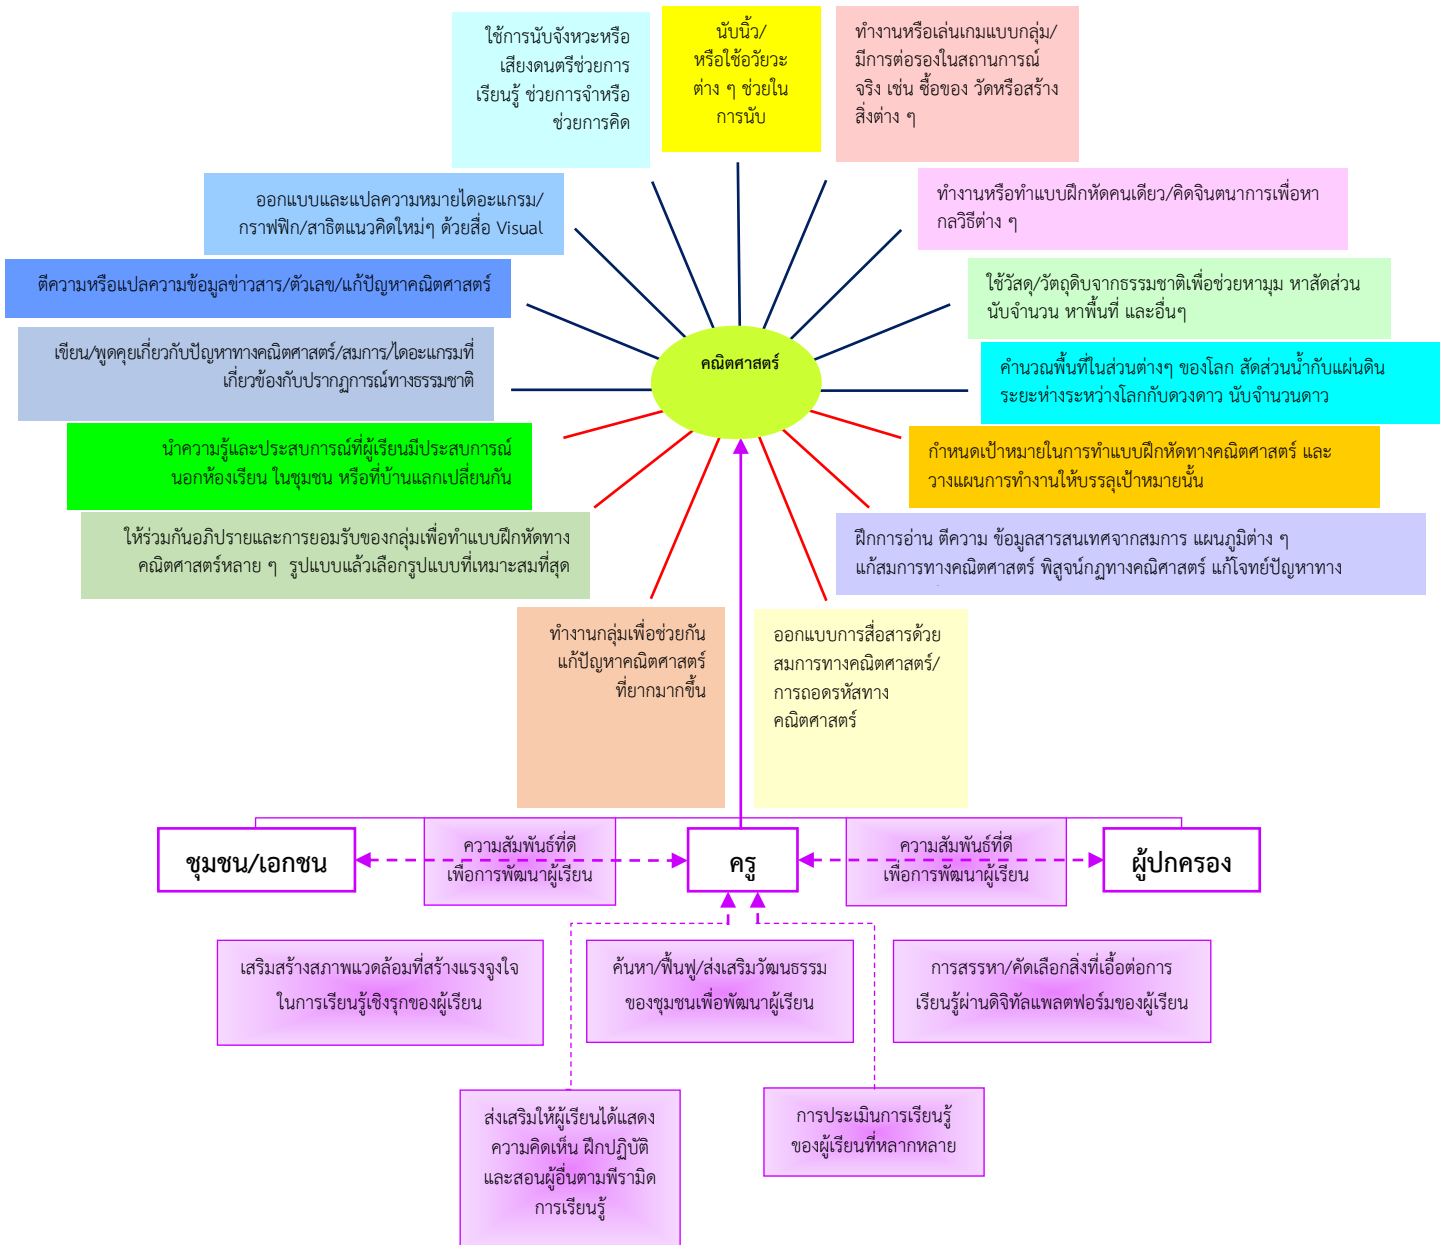 ใช้การนับจังหวะหรือ
เสียงดนตรีช่วยการ
เรียนรู้ ช่วยการจำหรือ
ช่วยการคิด
นับนิ้ว/
หรือใช้อวัยวะ
ต่าง ๆ ช่วยใน
การนับ
ทำงานหรือเล่นเกมแบบกลุ่ม/
มีการต่อรองในสถานการณ์
จริง เช่น ซื้อของ วัดหรือสร้าง
สิ่งต่าง ๆ
ออกแบบและแปลความหมายไดอะแกรม/
กราฟฟิก/สาธิตแนวคิดใหม่ๆ ด้วยสื่อ Visual
ทำงานหรือทำแบบฝึกหัดคนเดียว/คิดจินตนาการเพื่อหา
กลวิธีต่าง ๆ
ตีความหรือแปลความข้อมูลข่าวสาร/ตัวเลข/แก้ปัญหาคณิตศาสตร์
ใช้วัสดุ/วัตถุดิบจากธรรมชาติเพื่อช่วยหามุม หาสัดส่วน
นับจำนวน หาพื้นที่ และอื่นๆ
เขียน/พูดคุยเกี่ยวกับปัญหาทางคณิตศาสตร์/สมการ/ไดอะแกรมที่
เกี่ยวข้องกับปรากฏการณ์ทางธรรมชาติ
คณิตศาสตร์
คำนวณพื้นที่ในส่วนต่างๆ ของโลก สัดส่วนน้ำกับแผ่นดิน
ระยะห่างระหว่างโลกกับดวงดาว นับจำนวนดาว
นำความรู้และประสบการณ์ที่ผู้เรียนมีประสบการณ์
นอกห้องเรียน ในชุมชน หรือที่บ้านแลกเปลี่ยนกัน
กำหนดเป้าหมายในการทำแบบฝึกหัดทางคณิตศาสตร์ และ
วางแผนการทำงานให้บรรลุเป้าหมายนั้น
ให้ร่วมกันอภิปรายและการยอมรับของกลุ่มเพื่อทำแบบฝึกหัดทาง
คณิตศาสตร์หลาย ๆ รูปแบบแล้วเลือกรูปแบบที่เหมาะสมที่สุด
ฝึกการอ่าน ตีความ ข้อมูลสารสนเทศจากสมการ แผนภูมิต่าง ๆ
แก้สมการทางคณิตศาสตร์ พิสูจน์กฎทางคณิศาสตร์ แก้โจทย์ปัญหาทาง
ทำงานกลุ่มเพื่อช่วยกัน
แก้ปัญหาคณิตศาสตร์
ที่ยากมากขึ้น
ออกแบบการสื่อสารด้วย
สมการทางคณิตศาสตร์/
การถอดรหัสทาง
คณิตศาสตร์
ชุมชน/เอกชน
ความสัมพันธ์ที่ดี
เพื่อการพัฒนาผู้เรียน
ครู
ความสัมพันธ์ที่ดี
เพื่อการพัฒนาผู้เรียน
ผู้ปกครอง
เสริมสร้างสภาพแวดล้อมที่สร้างแรงจูงใจ
ในการเรียนรู้เชิงรุกของผู้เรียน
ค้นหา/ฟื้นฟู/ส่งเสริมวัฒนธรรม
ของชุมชนเพื่อพัฒนาผู้เรียน
การสรรหา/คัดเลือกสิ่งที่เอื้อต่อการ
เรียนรู้ผ่านดิจิทัลแพลตฟอร์มของผู้เรียน
ส่งเสริมให้ผู้เรียนได้แสดง
ความคิดเห็น ฝึกปฏิบัติ
และสอนผู้อื่นตามพีรามิด
การเรียนรู้
การประเมินการเรียนรู้
ของผู้เรียนที่หลากหลาย